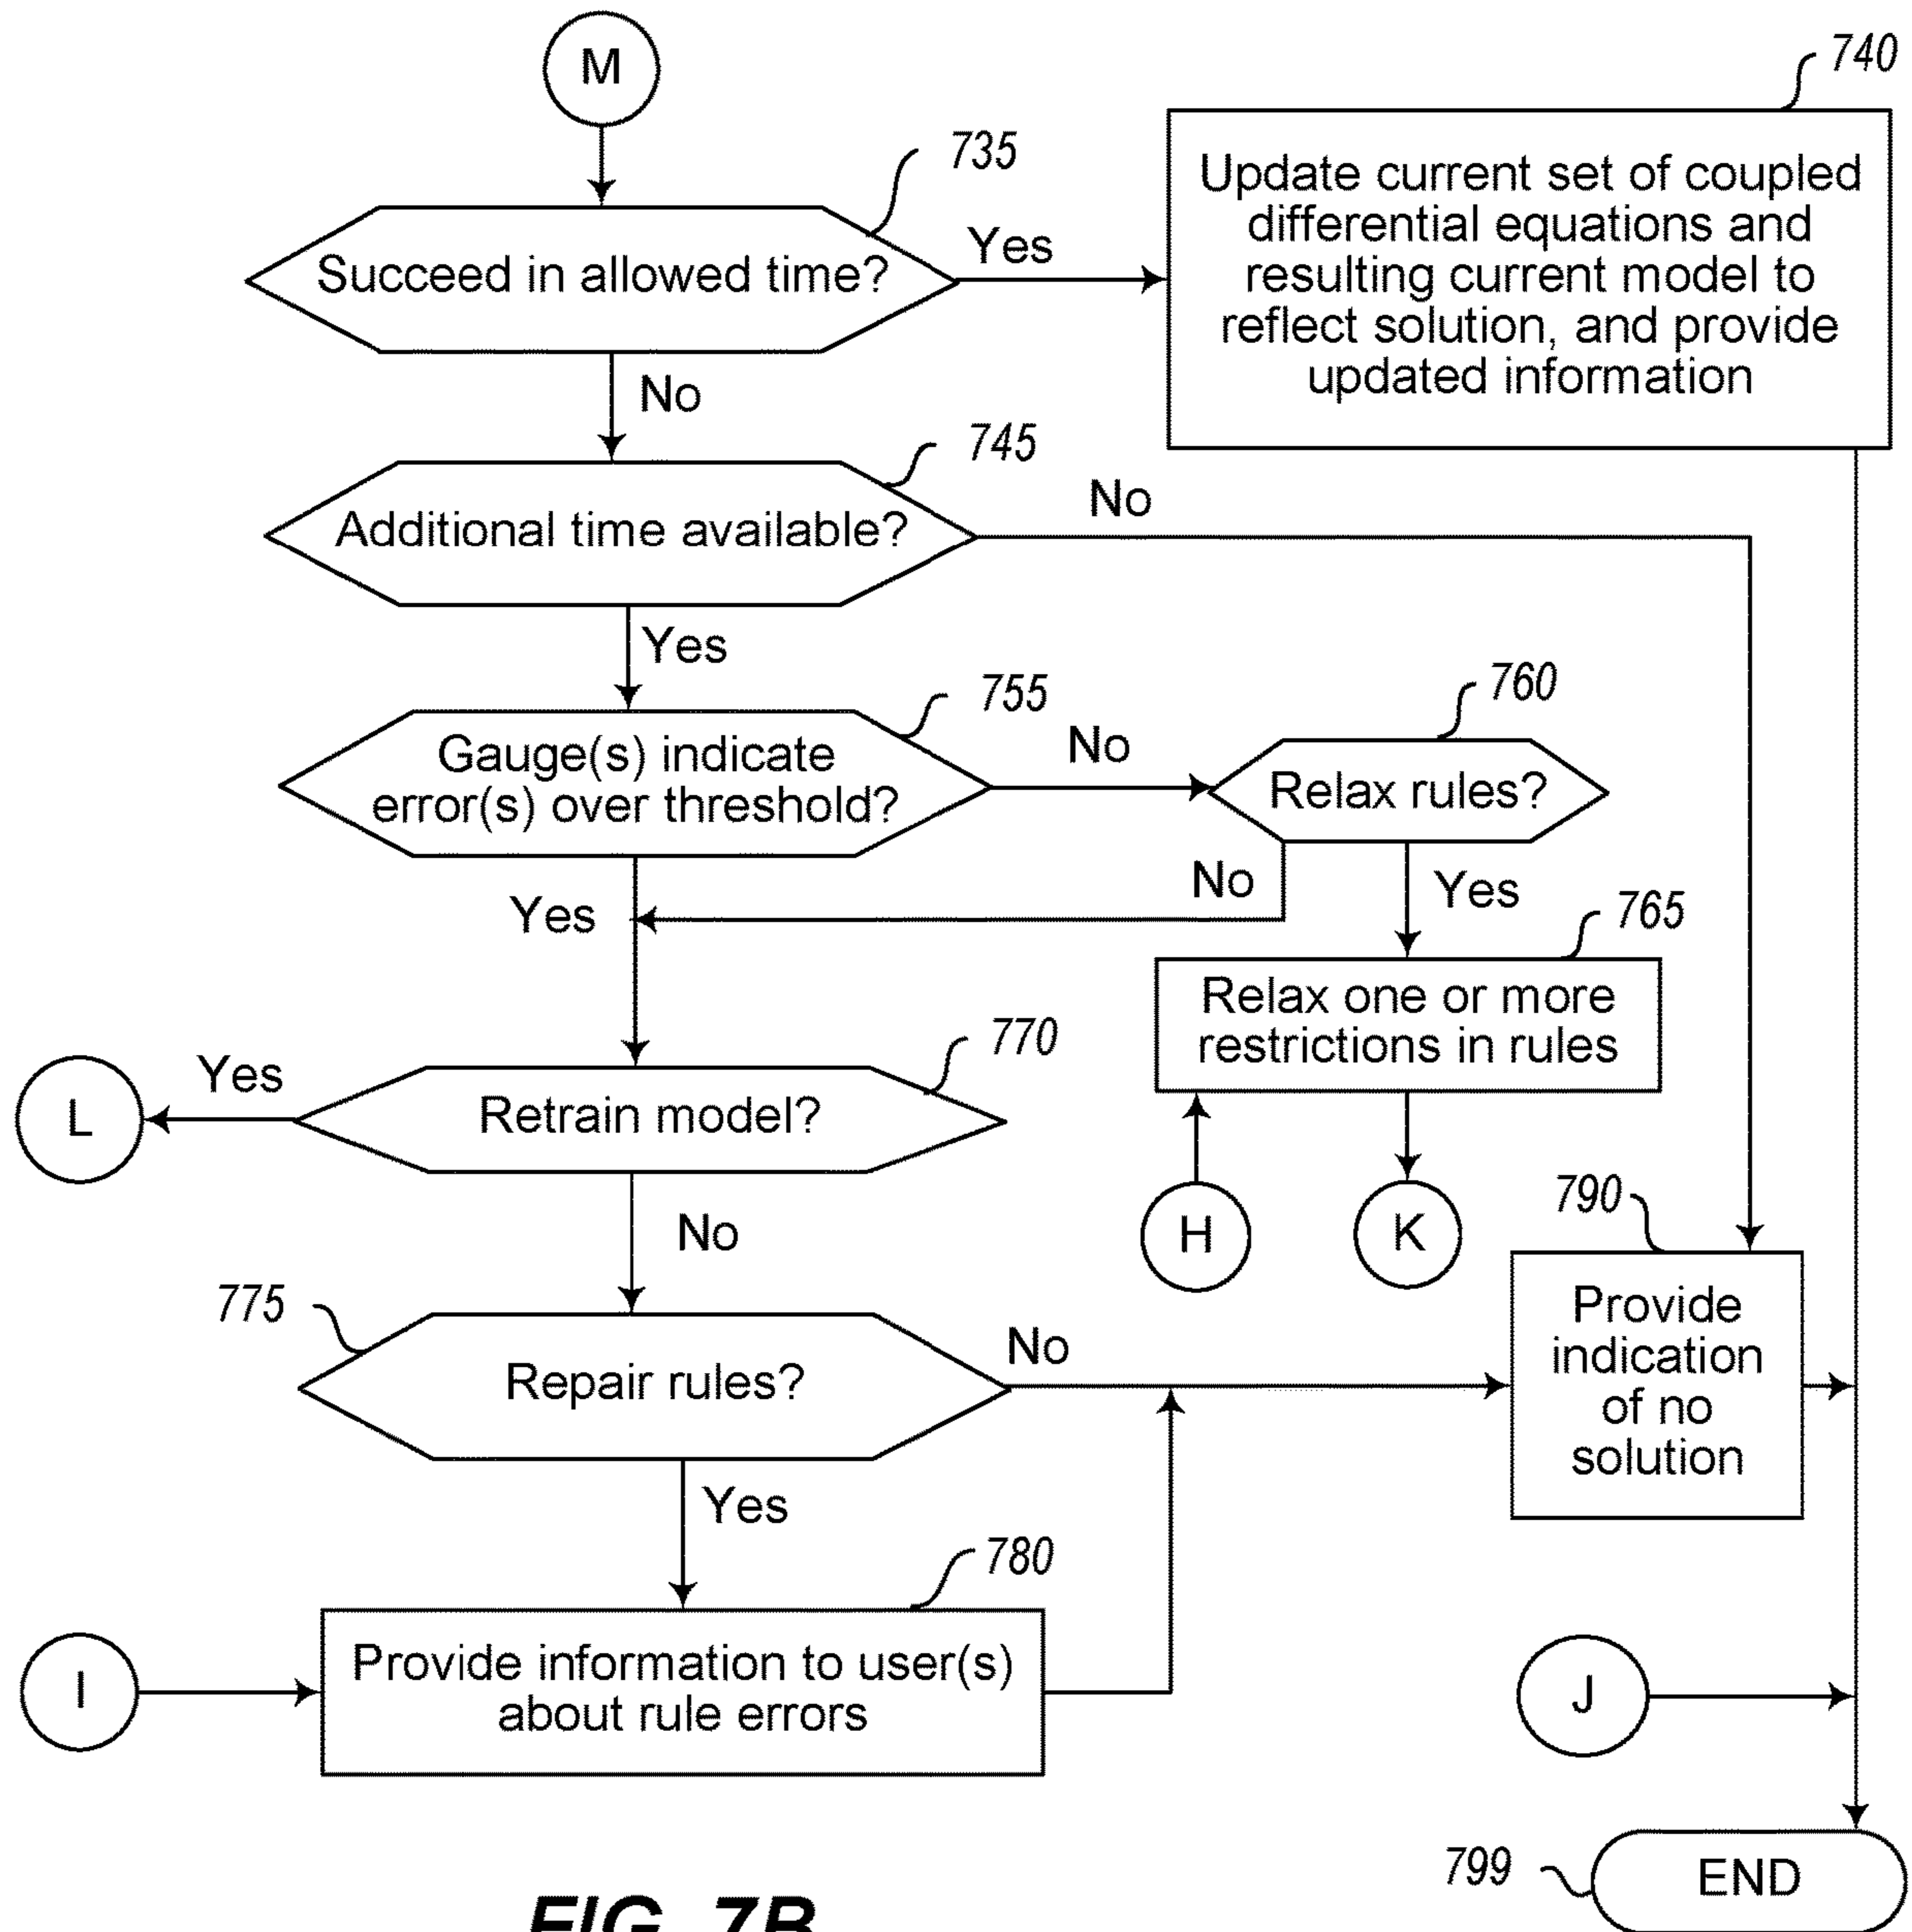 M
740
735
Update current set of coupled
differential equations and
resulting current model to
reflect solution, and provide
updated information
Succeed in allowed time?
Yes
No
745
Additional time available?
No
Yes
755
760
Gauge(s) indicate
error(s) over threshold?
No
Relax rules?
No
Yes
Yes
765
Relax one or more
restrictions in rules
770
L
Yes
Retrain model?
H
K
No
790
Provide
indication
of no
solution
775
Repair rules?
No
Yes
780
I
Provide information to user(s)
about rule errors
J
799
END
FIG. 7B